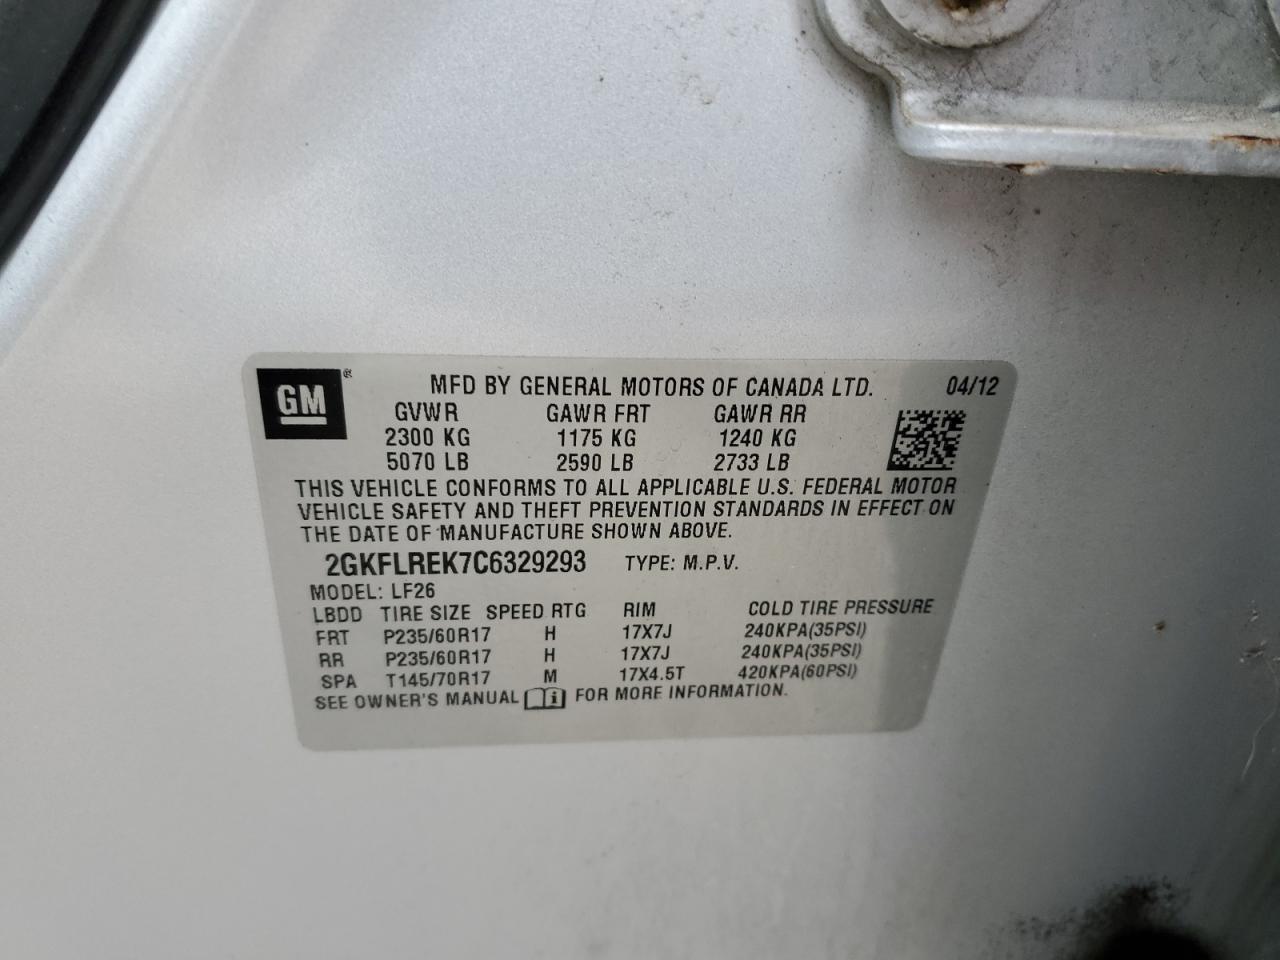 GM ® MFD BY GENERAL MOTORS OF CANADA LTD. 04/12
GVWR GAWR FRT GAWR RR
2300 KG 1175 KG 1240 KG
5070 LB 2590 LB 2733 LB
THIS VEHICLE CONFORMS TO ALL APPLICABLE U.S. FEDERAL MOTOR
VEHICLE SAFETY AND THEFT PREVENTION STANDARDS IN EFFECT ON
THE DATE OF MANUFACTURE SHOWN ABOVE.
2GKFLREK7C6329293 TYPE: M.P.V.
MODEL: LF26
LBDD TIRE SIZE SPEED RTG RIM COLD TIRE PRESSURE
FRT P235/60R17 H 17X7J 240KPA(35PSI)
RR P235/60R17 H 17X7J 240KPA(35PSI)
SPA T145/70R17 M 17X4.5T 420KPA(60PSI)
SEE OWNER'S MANUAL i FOR MORE INFORMATION.